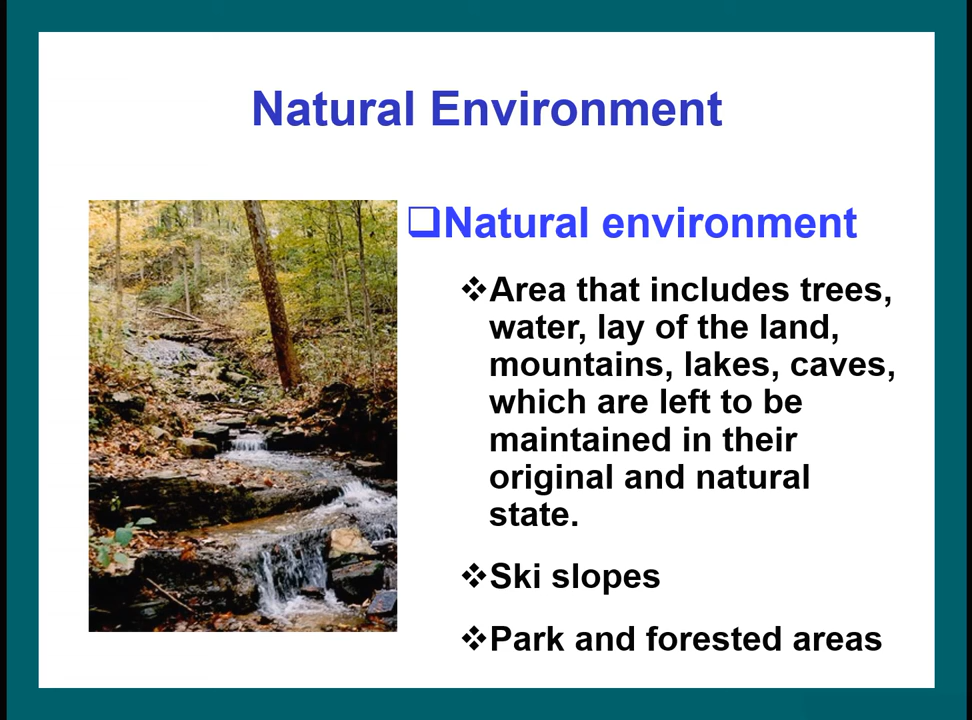 Natural Environment
❑Natural environment
❖Area that includes trees,
water, lay of the land,
mountains, lakes, caves,
which are left to be
maintained in their
original and natural
state.
❖Ski slopes
❖Park and forested areas